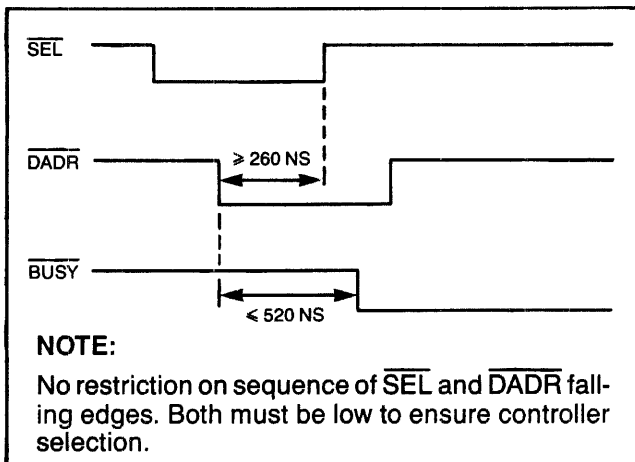 SEL
DADR
≥ 260 NS
BUSY
≤ 520 NS
NOTE:
No restriction on sequence of SEL and DADR fall-
ing edges. Both must be low to ensure controller
selection.